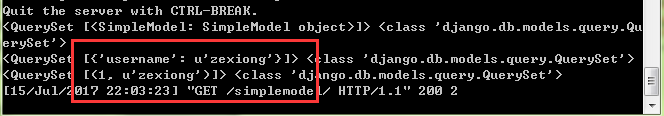 Quit the server with CTRL-BREAK.
<QuerySet [<SimpleModel: SimpleModel object>]> <class 'django.db.models.query.Qu
erySet'>
<QuerySet [{'username': u'zexiong'}]> <class 'django.db.models.query.QuerySet'>
<QuerySet [(1, u'zexiong')]> <class 'django.db.models.query.QuerySet'>
[15/Jul/2017 22:03:23] "GET /simplemodel/ HTTP/1.1" 200 2